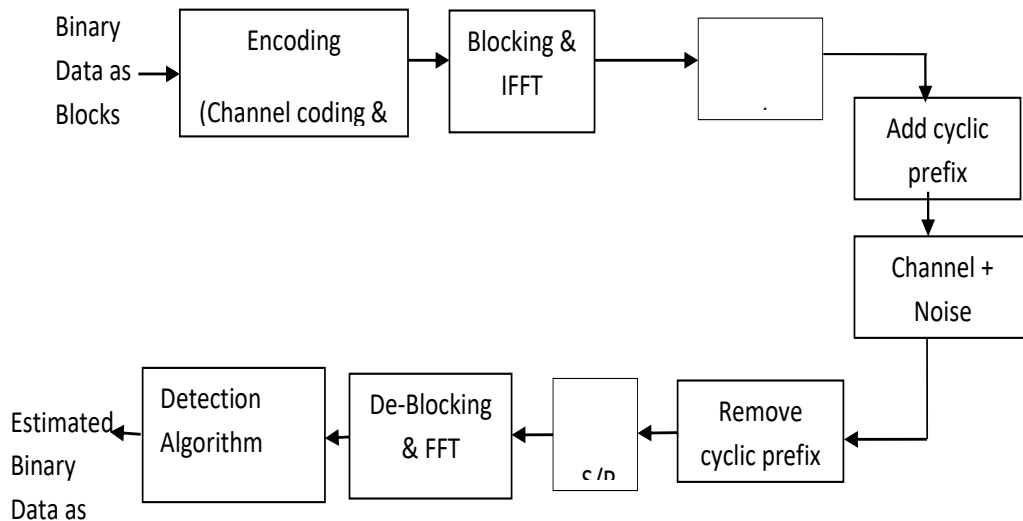 Binary
Data as
Blocks
Encoding
(Channel coding &
Blocking &
IFFT
Add cyclic
prefix
Channel +
Noise
Remove
cyclic prefix
S/P
De-Blocking
& FFT
Detection
Algorithm
Estimated
Binary
Data as